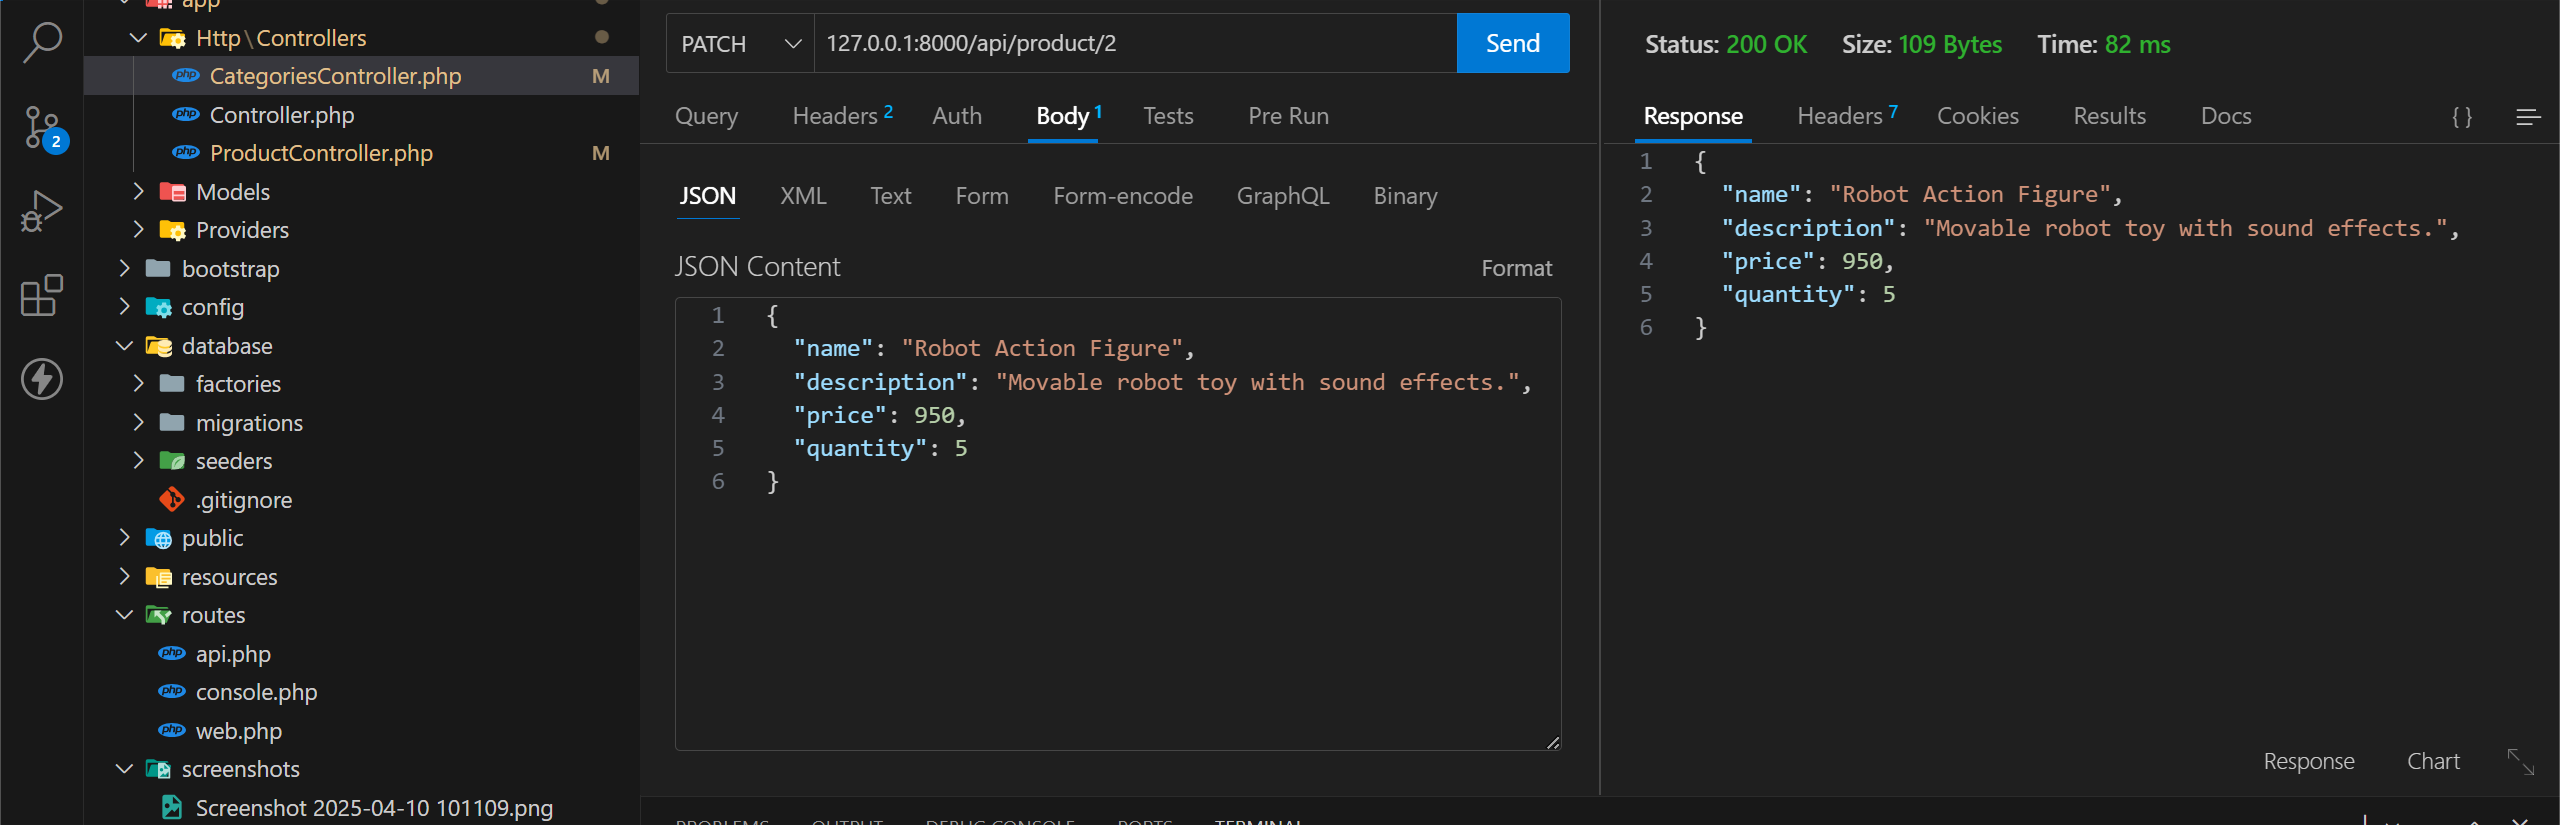 app
Http\Controllers
CategoriesController.php M
Controller.php
ProductController.php M
Models
Providers
bootstrap
config
database
factories
migrations
seeders
.gitignore
public
resources
routes
api.php
console.php
web.php
screenshots
Screenshot 2025-04-10 101109.png
2
PATCH 127.0.0.1:8000/api/product/2 Send
Query Headers 2 Auth Body 1 Tests Pre Run
JSON XML Text Form Form-encode GraphQL Binary
JSON Content Format
1 {
2 "name": "Robot Action Figure",
3 "description": "Movable robot toy with sound effects.",
4 "price": 950,
5 "quantity": 5
6 }
Status: 200 OK Size: 109 Bytes Time: 82 ms
Response Headers 7 Cookies Results Docs {}
1 {
2 "name": "Robot Action Figure",
3 "description": "Movable robot toy with sound effects.",
4 "price": 950,
5 "quantity": 5
6 }
Response Chart
PROBLEMS OUTPUT DEBUG CONSOLE PORTS TERMINAL